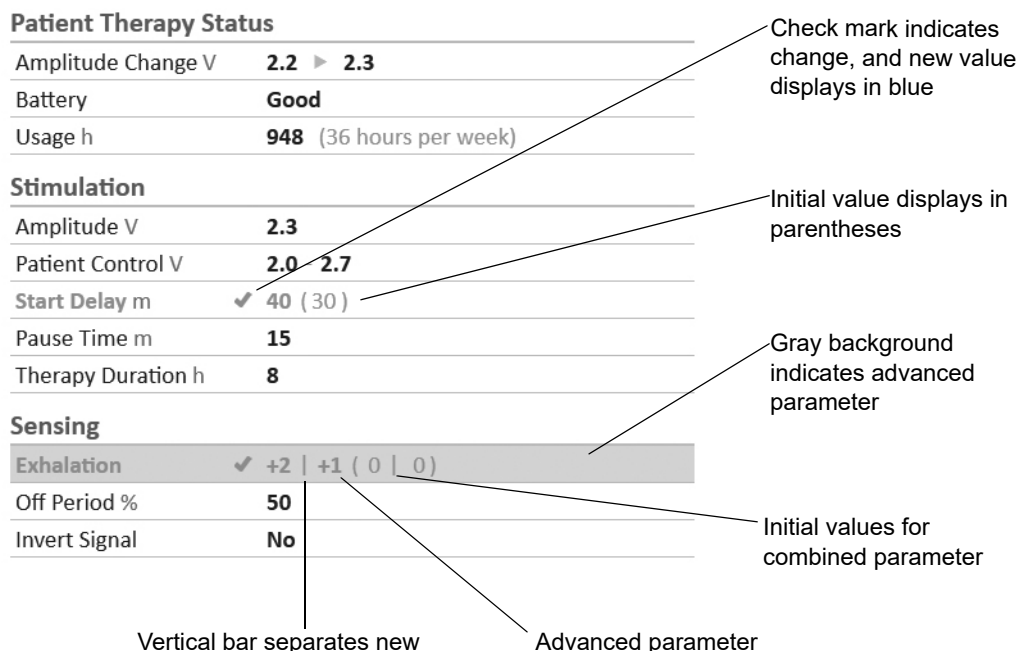 Patient Therapy Status
Amplitude Change V 2.2 ▶ 2.3
Battery Good
Usage h 948 (36 hours per week)
Stimulation
Amplitude V 2.3
Patient Control V 2.0 - 2.7
Start Delay m ✔ 40 (30)
Pause Time m 15
Therapy Duration h 8
Sensing
Exhalation ✔ +2 | +1 ( 0 | 0)
Off Period % 50
Invert Signal No
Check mark indicates
change, and new value
displays in blue
Initial value displays in
parentheses
Gray background
indicates advanced
parameter
Initial values for
combined parameter
Vertical bar separates new
Advanced parameter